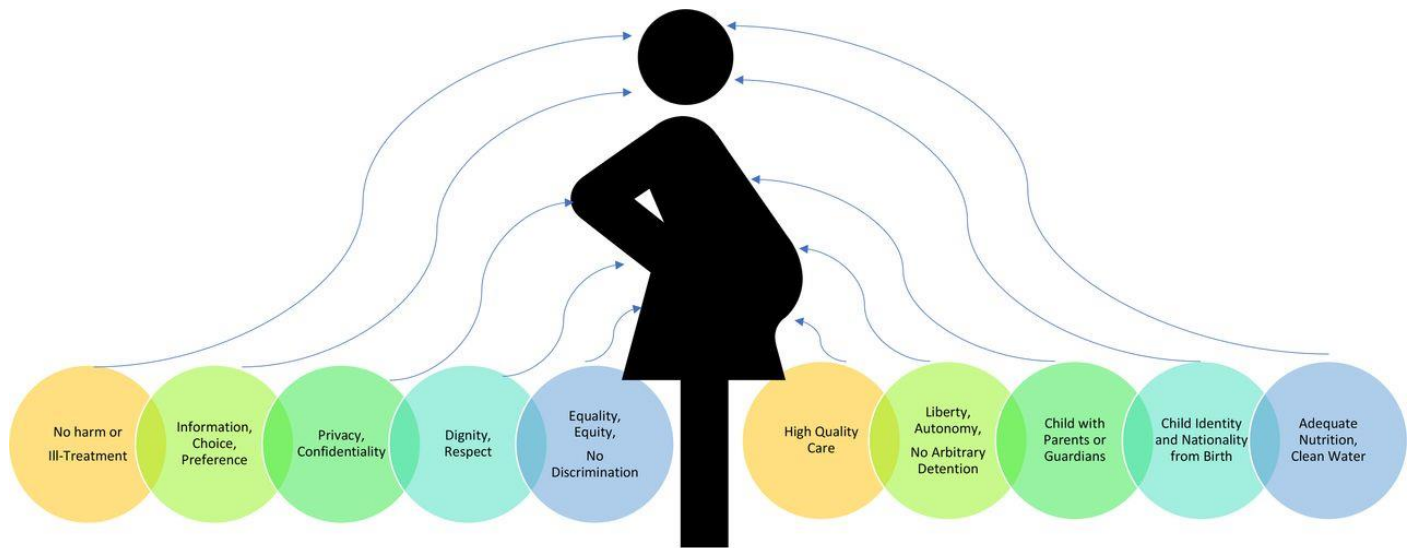 No harm or
Ill-Treatment
Information,
Choice,
Preference
Privacy,
Confidentiality
Dignity,
Respect
Equality,
Equity,
No
Discrimination
High Quality
Care
Liberty,
Autonomy,
No Arbitrary
Detention
Child with
Parents or
Guardians
Child Identity
and Nationality
from Birth
Adequate
Nutrition,
Clean Water